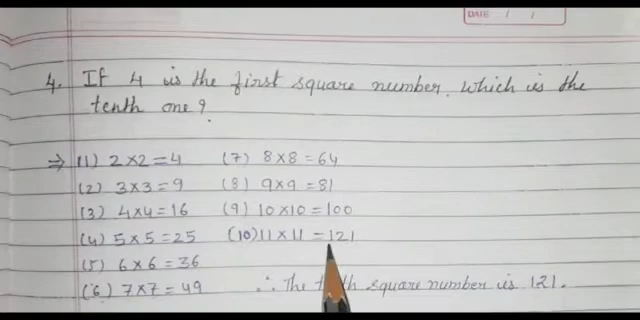 DATE / /
4. If 4 is the first square number. which is the
tenth one?
⇒ (1) 2×2=4
(2) 3×3=9
(3) 4×4=16
(4) 5×5=25
(5) 6×6=36
(6) 7×7=49
(7) 8×8=64
(8) 9×9=81
(9) 10×10=100
(10) 11×11=121
∴ The square number is 121.